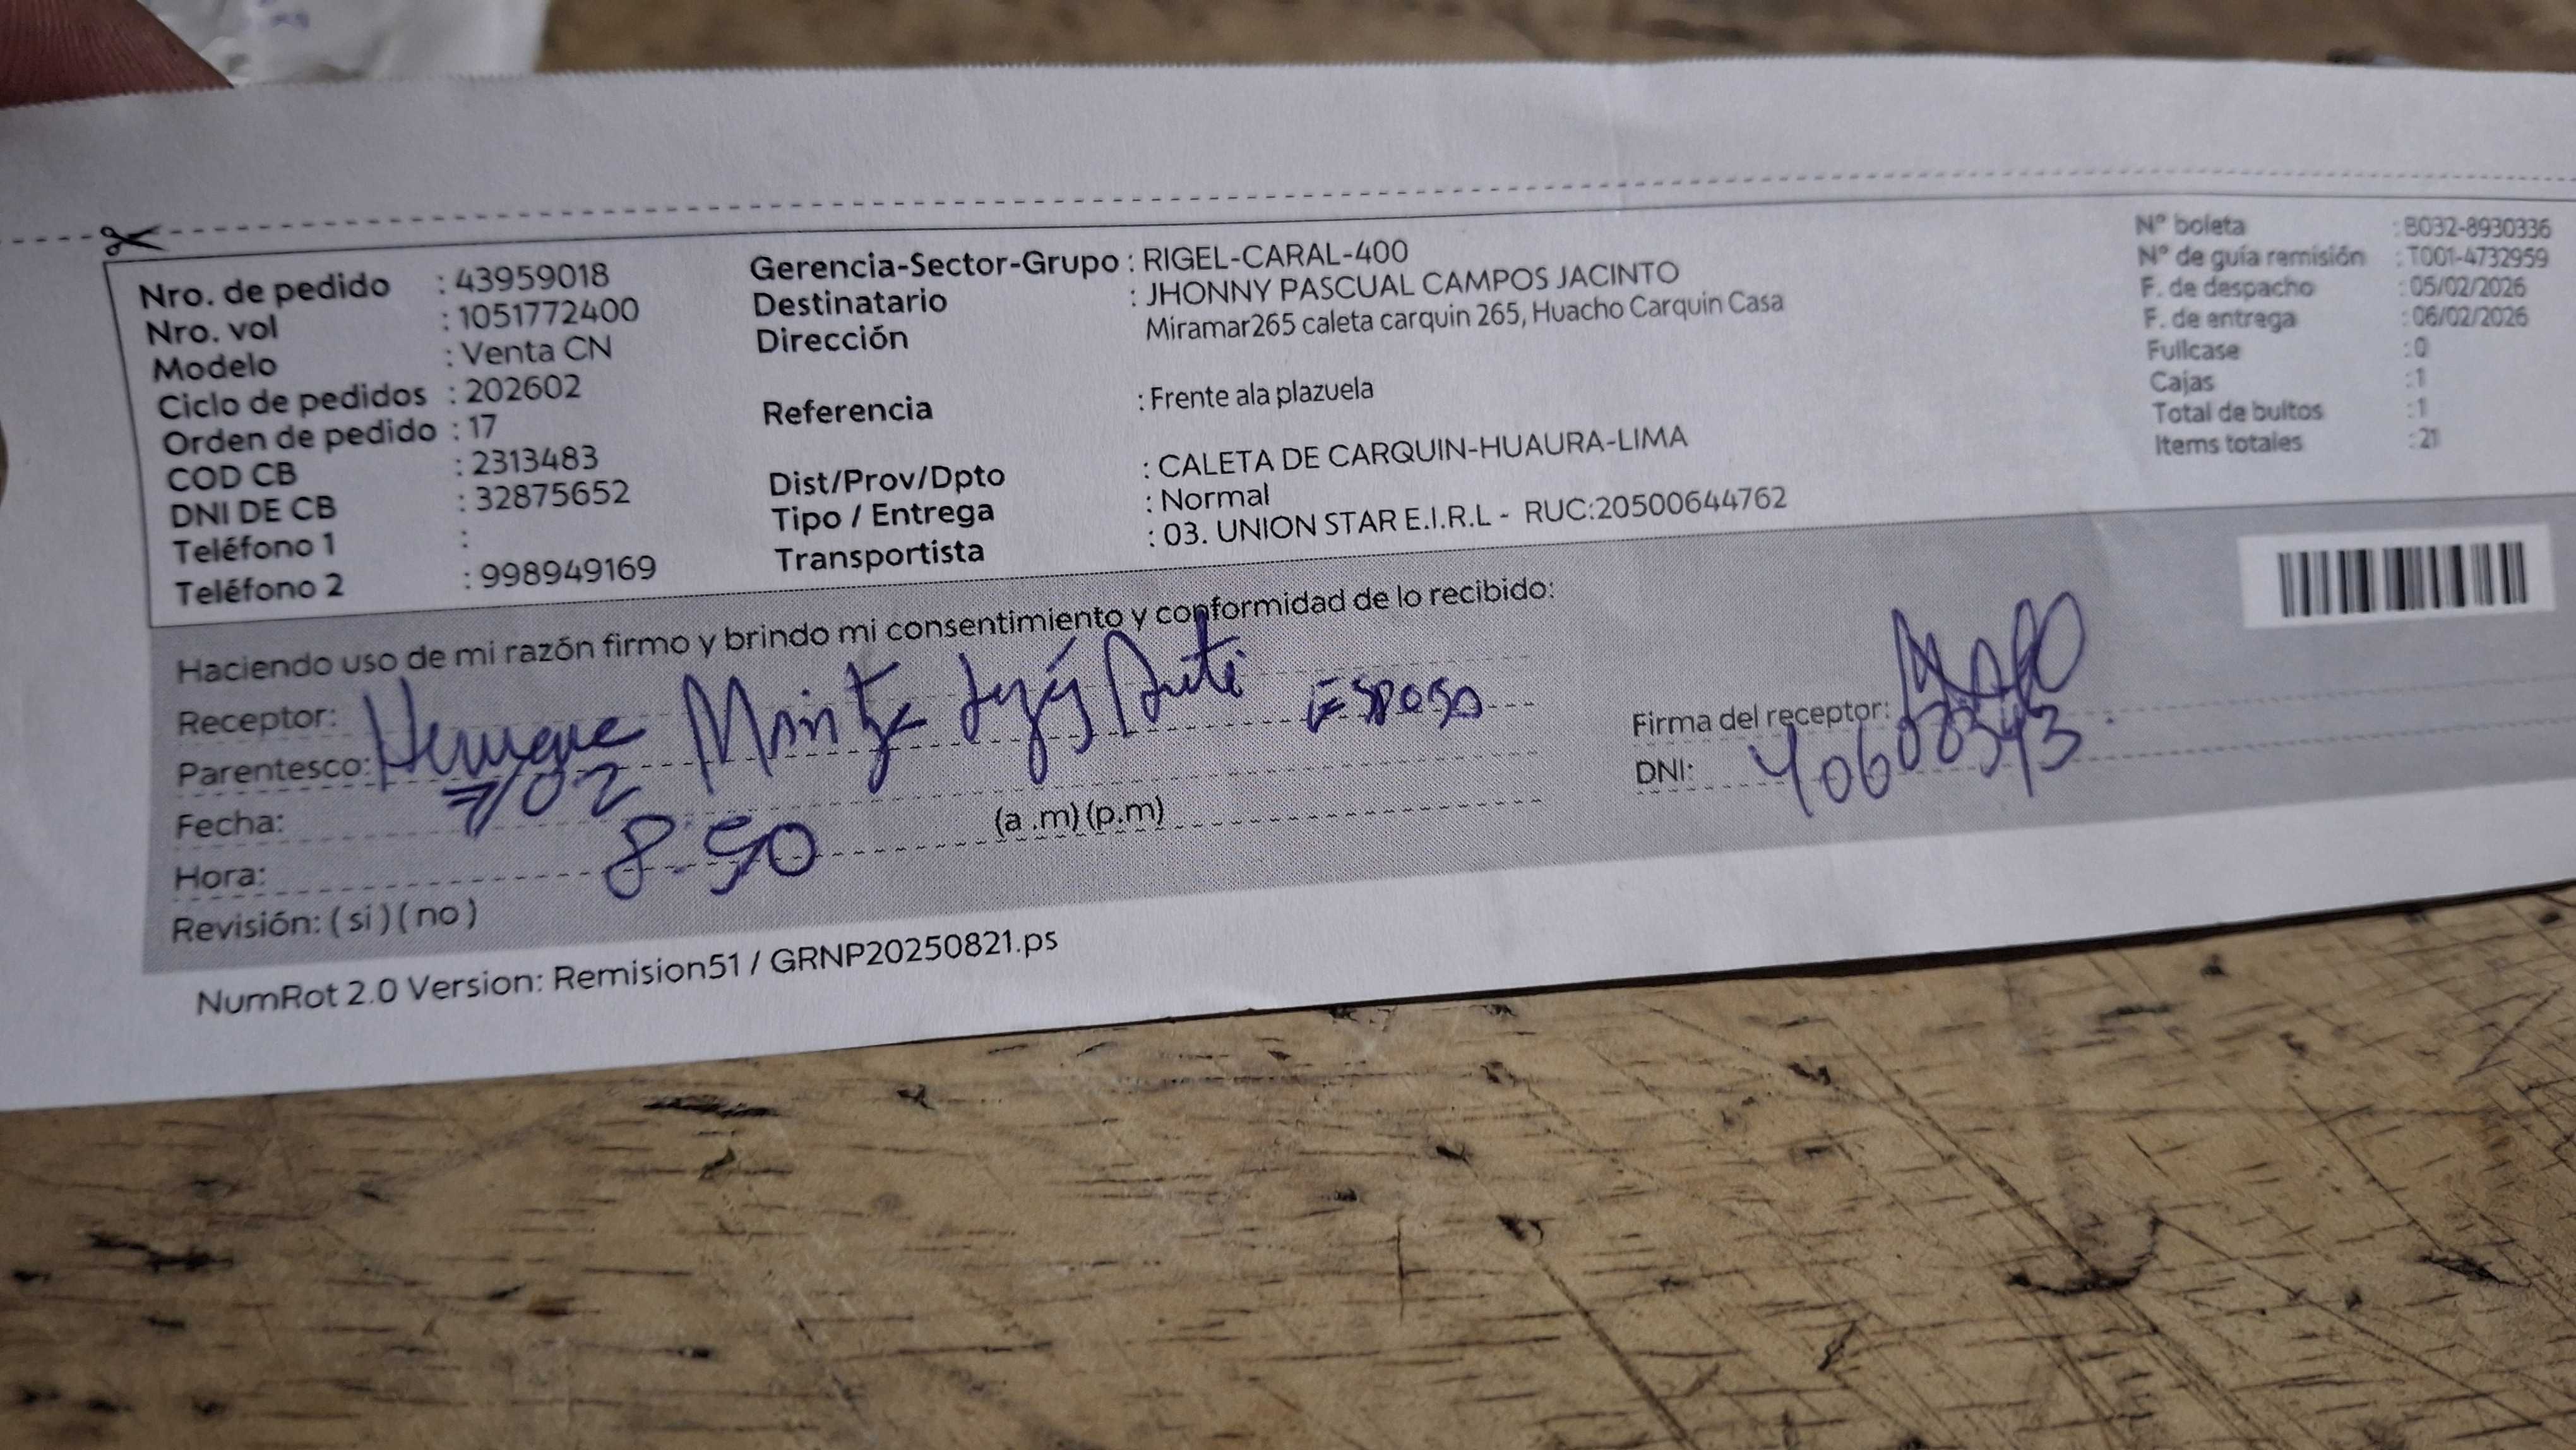 Nro. de pedido : 43959018
Nro. vol : 1051772400
Modelo : Venta CN
Ciclo de pedidos : 202602
Orden de pedido : 17
COD CB : 2313483
DNI DE CB : 32875652
Teléfono 1 :
Teléfono 2 : 998949169
Gerencia-Sector-Grupo : RIGEL-CARAL-400
Destinatario : JHONNY PASCUAL CAMPOS JACINTO
Dirección Miramar265 caleta carquin 265, Huacho Carquin Casa
Referencia : Frente ala plazuela
Dist/Prov/Dpto : CALETA DE CARQUIN-HUAURA-LIMA
Tipo / Entrega : Normal
Transportista : 03. UNION STAR E.I.R.L - RUC:20500644762
N° boleta : B032-8930336
N° de guía remisión : T001-4732959
F. de despacho : 05/02/2026
F. de entrega : 06/02/2026
Fullcase : 0
Cajas : 1
Total de bultos : 1
Items totales : 21
Haciendo uso de mi razón firmo y brindo mi consentimiento y conformidad de lo recibido:
Receptor: Esposo
Parentesco:
Fecha: 7/02
Hora: 8-50 (a .m) (p.m)
Revisión: ( si ) ( no )
Firma del receptor:
DNI:
NumRot 2.0 Version: Remision51 / GRNP20250821.ps